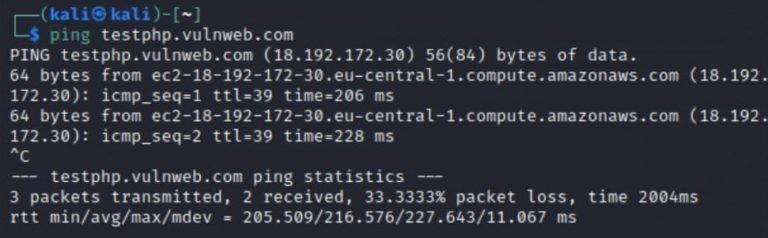 ┌──(kali㉿kali)-[~]
└─$ ping testphp.vulnweb.com
PING testphp.vulnweb.com (18.192.172.30) 56(84) bytes of data.
64 bytes from ec2-18-192-172-30.eu-central-1.compute.amazonaws.com (18.192.
172.30): icmp_seq=1 ttl=39 time=206 ms
64 bytes from ec2-18-192-172-30.eu-central-1.compute.amazonaws.com (18.192.
172.30): icmp_seq=2 ttl=39 time=228 ms
^C
--- testphp.vulnweb.com ping statistics ---
3 packets transmitted, 2 received, 33.3333% packet loss, time 2004ms
rtt min/avg/max/mdev = 205.509/216.576/227.643/11.067 ms